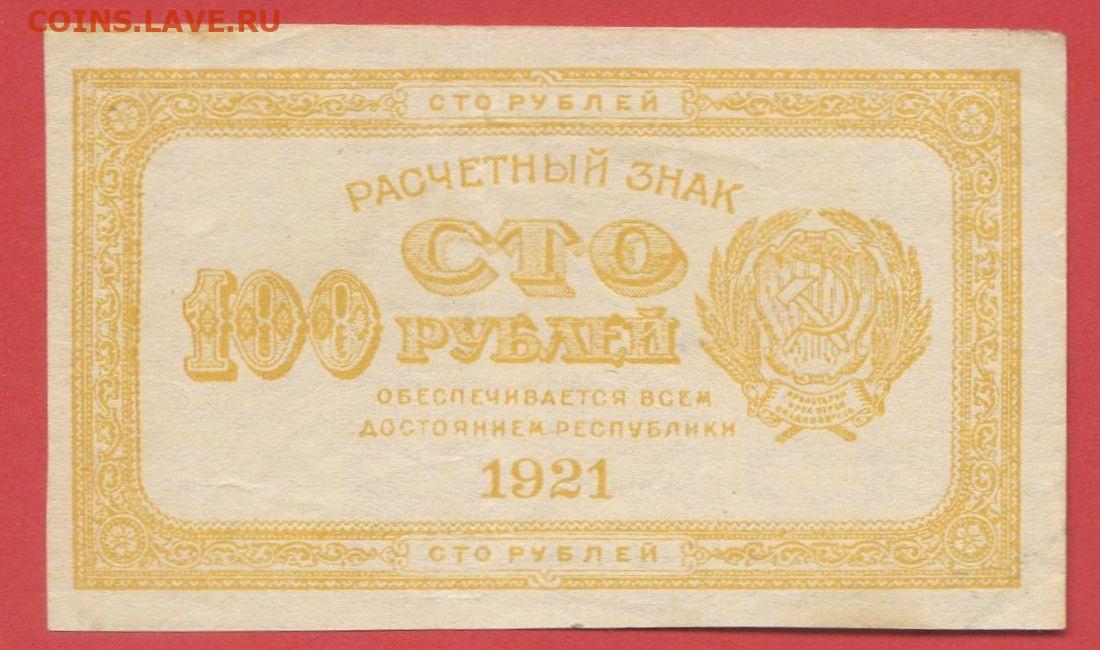 COINS.LAVE.RU
СТО РУБЛЕЙ
РАСЧЕТНЫЙ ЗНАК
СТО
100 РУБЛЕЙ
ОБЕСПЕЧИВАЕТСЯ ВСЕМ
ДОСТОЯНИЕМ РЕСПУБЛИКИ
1921
СТО РУБЛЕЙ